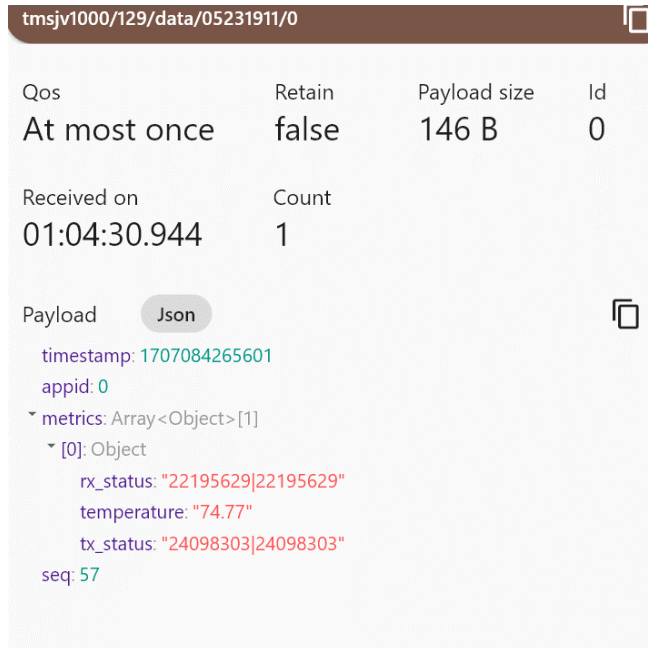 tmsjv1000/129/data/05231911/0
Qos Retain Payload size Id
At most once false 146 B 0
Received on Count
01:04:30.944 1
Payload Json
timestamp: 1707084265601
appid: 0
metrics: Array<Object>[1]
[0]: Object
rx_status: "22195629|22195629"
temperature: "74.77"
tx_status: "24098303|24098303"
seq: 57